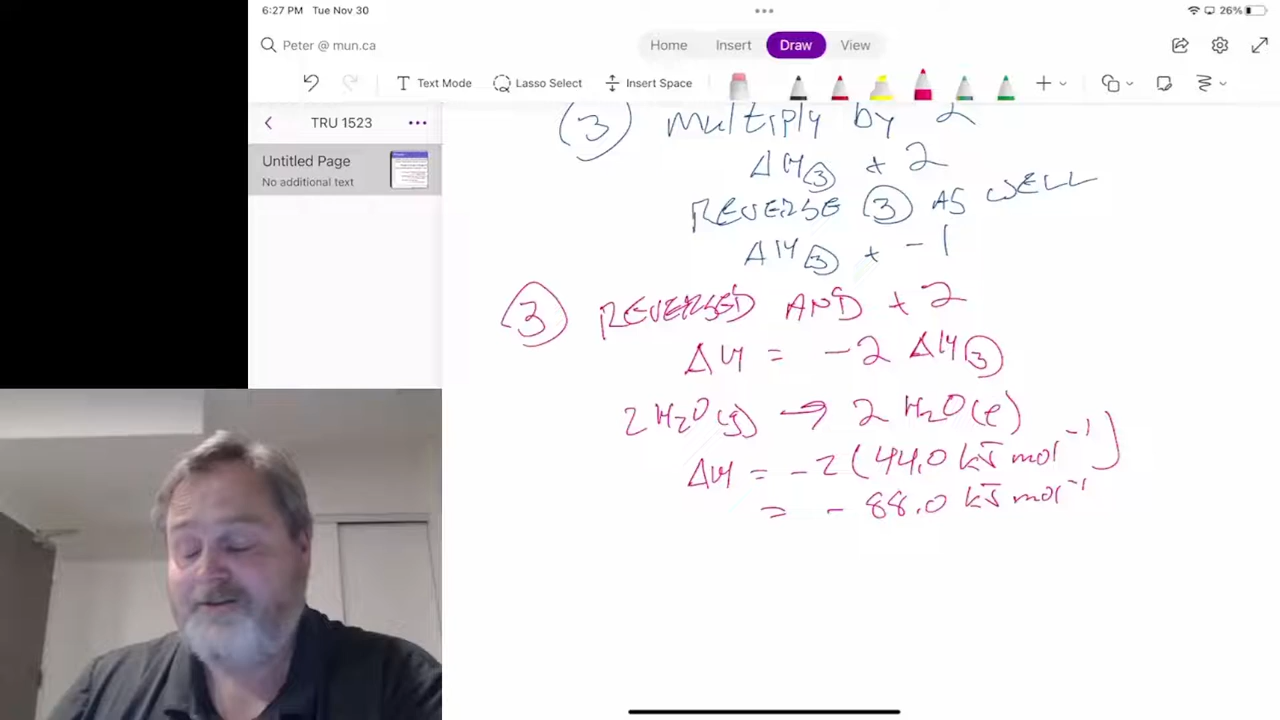 6:27 PM Tue Nov 30
26%
Peter @ mun.ca
Home Insert Draw View
Text Mode Lasso Select Insert Space
TRU 1523
Untitled Page
No additional text
(3) multiply by 2
ΔH(3) × 2
REVERSE (3) AS WELL
ΔH(3) × -1
(3) REVERSED AND × 2
ΔH = -2 ΔH(3)
2 H₂O(g) → 2 H₂O(ℓ)
ΔH = -2(44.0 kJ mol⁻¹)
= -88.0 kJ mol⁻¹